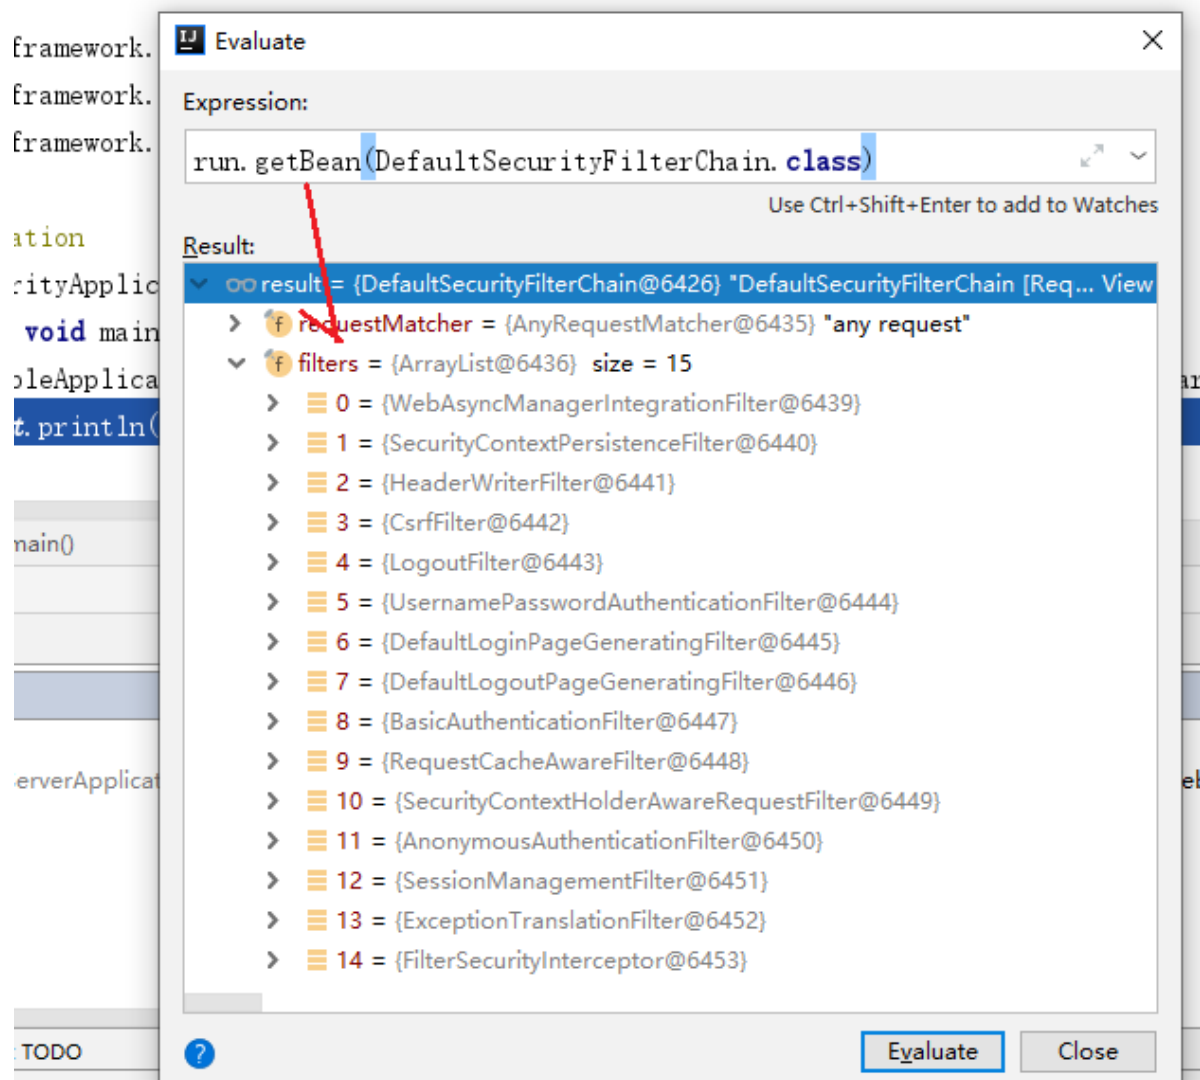 framework.
framework.
framework.
ation
rityApplic
void main
bleApplica
t.println(
main()
erverApplicat
: TODO
Evaluate
Expression:
run.getBean(DefaultSecurityFilterChain.class)
Use Ctrl+Shift+Enter to add to Watches
Result:
result = {DefaultSecurityFilterChain@6426} "DefaultSecurityFilterChain [Req... View
requestMatcher = {AnyRequestMatcher@6435} "any request"
filters = {ArrayList@6436} size = 15
0 = {WebAsyncManagerIntegrationFilter@6439}
1 = {SecurityContextPersistenceFilter@6440}
2 = {HeaderWriterFilter@6441}
3 = {CsrfFilter@6442}
4 = {LogoutFilter@6443}
5 = {UsernamePasswordAuthenticationFilter@6444}
6 = {DefaultLoginPageGeneratingFilter@6445}
7 = {DefaultLogoutPageGeneratingFilter@6446}
8 = {BasicAuthenticationFilter@6447}
9 = {RequestCacheAwareFilter@6448}
10 = {SecurityContextHolderAwareRequestFilter@6449}
11 = {AnonymousAuthenticationFilter@6450}
12 = {SessionManagementFilter@6451}
13 = {ExceptionTranslationFilter@6452}
14 = {FilterSecurityInterceptor@6453}
Evaluate
Close